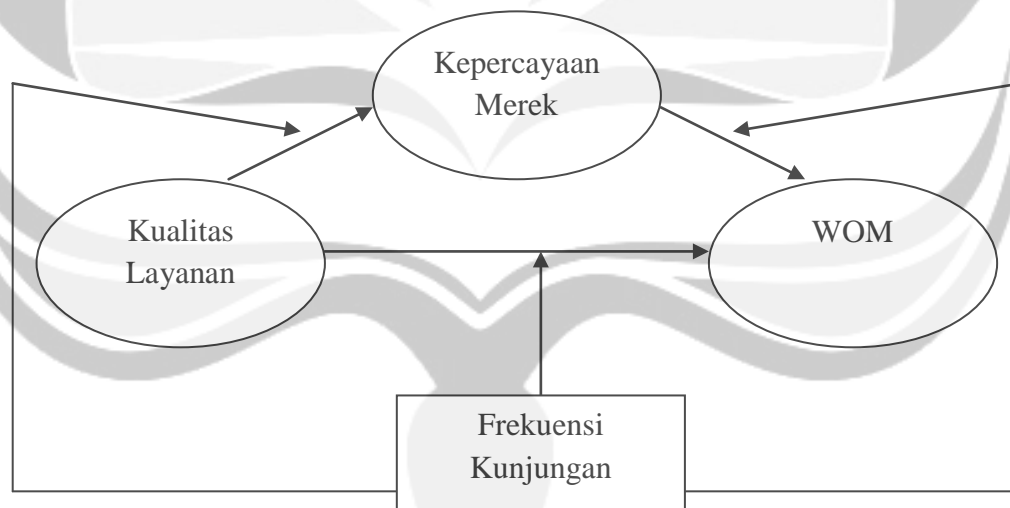 Kepercayaan
Merek
Kualitas
Layanan
WOM
Frekuensi
Kunjungan